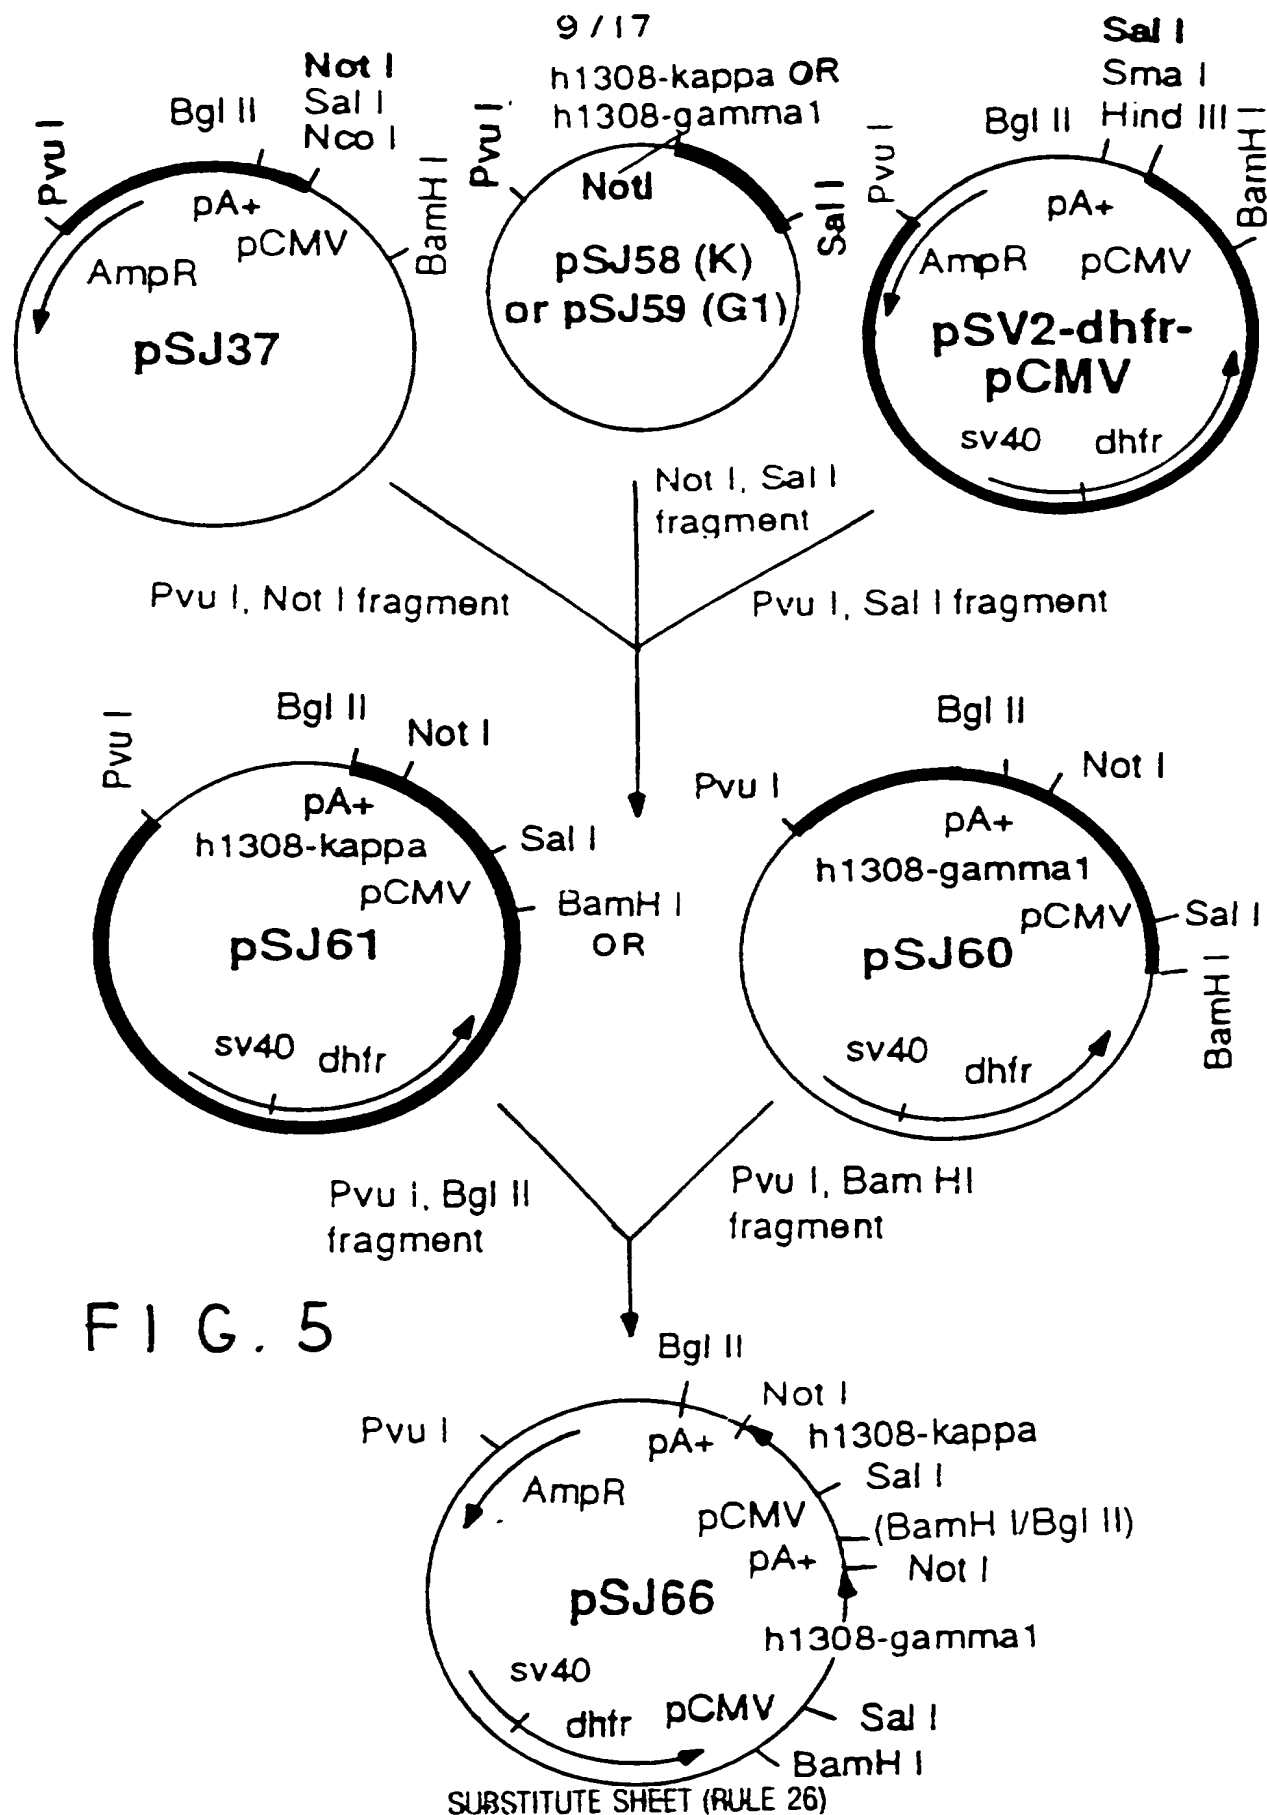 9/17
Not I
Sal I
Nco I
Bgl II
Pvu I
BamH I
pA+
pCMV
AmpR
pSJ37
h1308-kappa OR
h1308-gamma1
Pvu I
NotI
Sal I
pSJ58 (K)
or pSJ59 (G1)
Sal I
Sma I
Hind III
Bgl II
Pvu I
BamH I
pA+
AmpR
pCMV
pSV2-dhfr-
pCMV
sv40
dhfr
Not I, Sal I
fragment
Pvu I, Not I fragment
Pvu I, Sal I fragment
Bgl II
Not I
Pvu I
pA+
h1308-kappa
Sal I
pCMV
BamH I
OR
pSJ61
sv40
dhfr
Bgl II
Not I
Pvu I
pA+
h1308-gamma1
pCMV
Sal I
pSJ60
BamH I
sv40
dhfr
Pvu I, Bgl II
fragment
Pvu I, Bam HI
fragment
FIG. 5
Bgl II
Not I
Pvu I
pA+
h1308-kappa
Sal I
AmpR
pCMV
(BamH I/Bgl II)
pA+
Not I
pSJ66
h1308-gamma1
sv40
dhfr
pCMV
Sal I
BamH I
SUBSTITUTE SHEET (RULE 26)